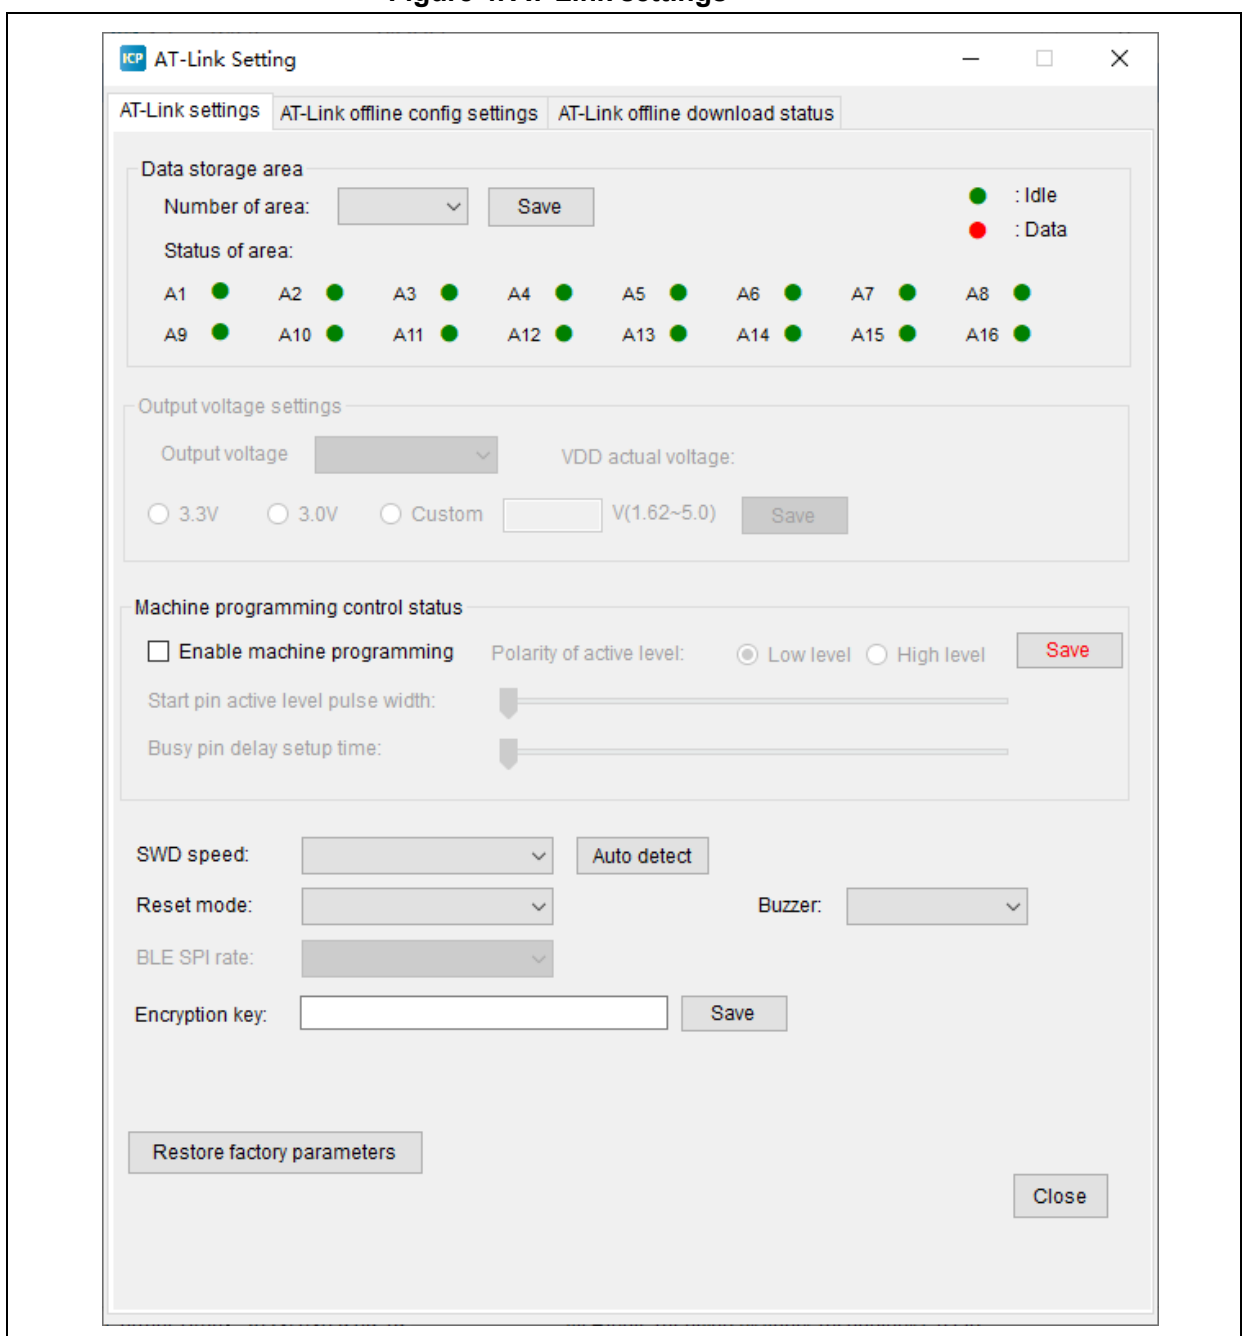 ICP AT-Link Setting
AT-Link settings AT-Link offline config settings AT-Link offline download status
Data storage area
Number of area: Save : Idle
: Data
Status of area:
A1 A2 A3 A4 A5 A6 A7 A8
A9 A10 A11 A12 A13 A14 A15 A16
Output voltage settings
Output voltage VDD actual voltage:
3.3V 3.0V Custom V(1.62~5.0) Save
Machine programming control status
Enable machine programming Polarity of active level: Low level High level Save
Start pin active level pulse width:
Busy pin delay setup time:
SWD speed: Auto detect
Reset mode: Buzzer:
BLE SPI rate:
Encryption key: Save
Restore factory parameters
Close